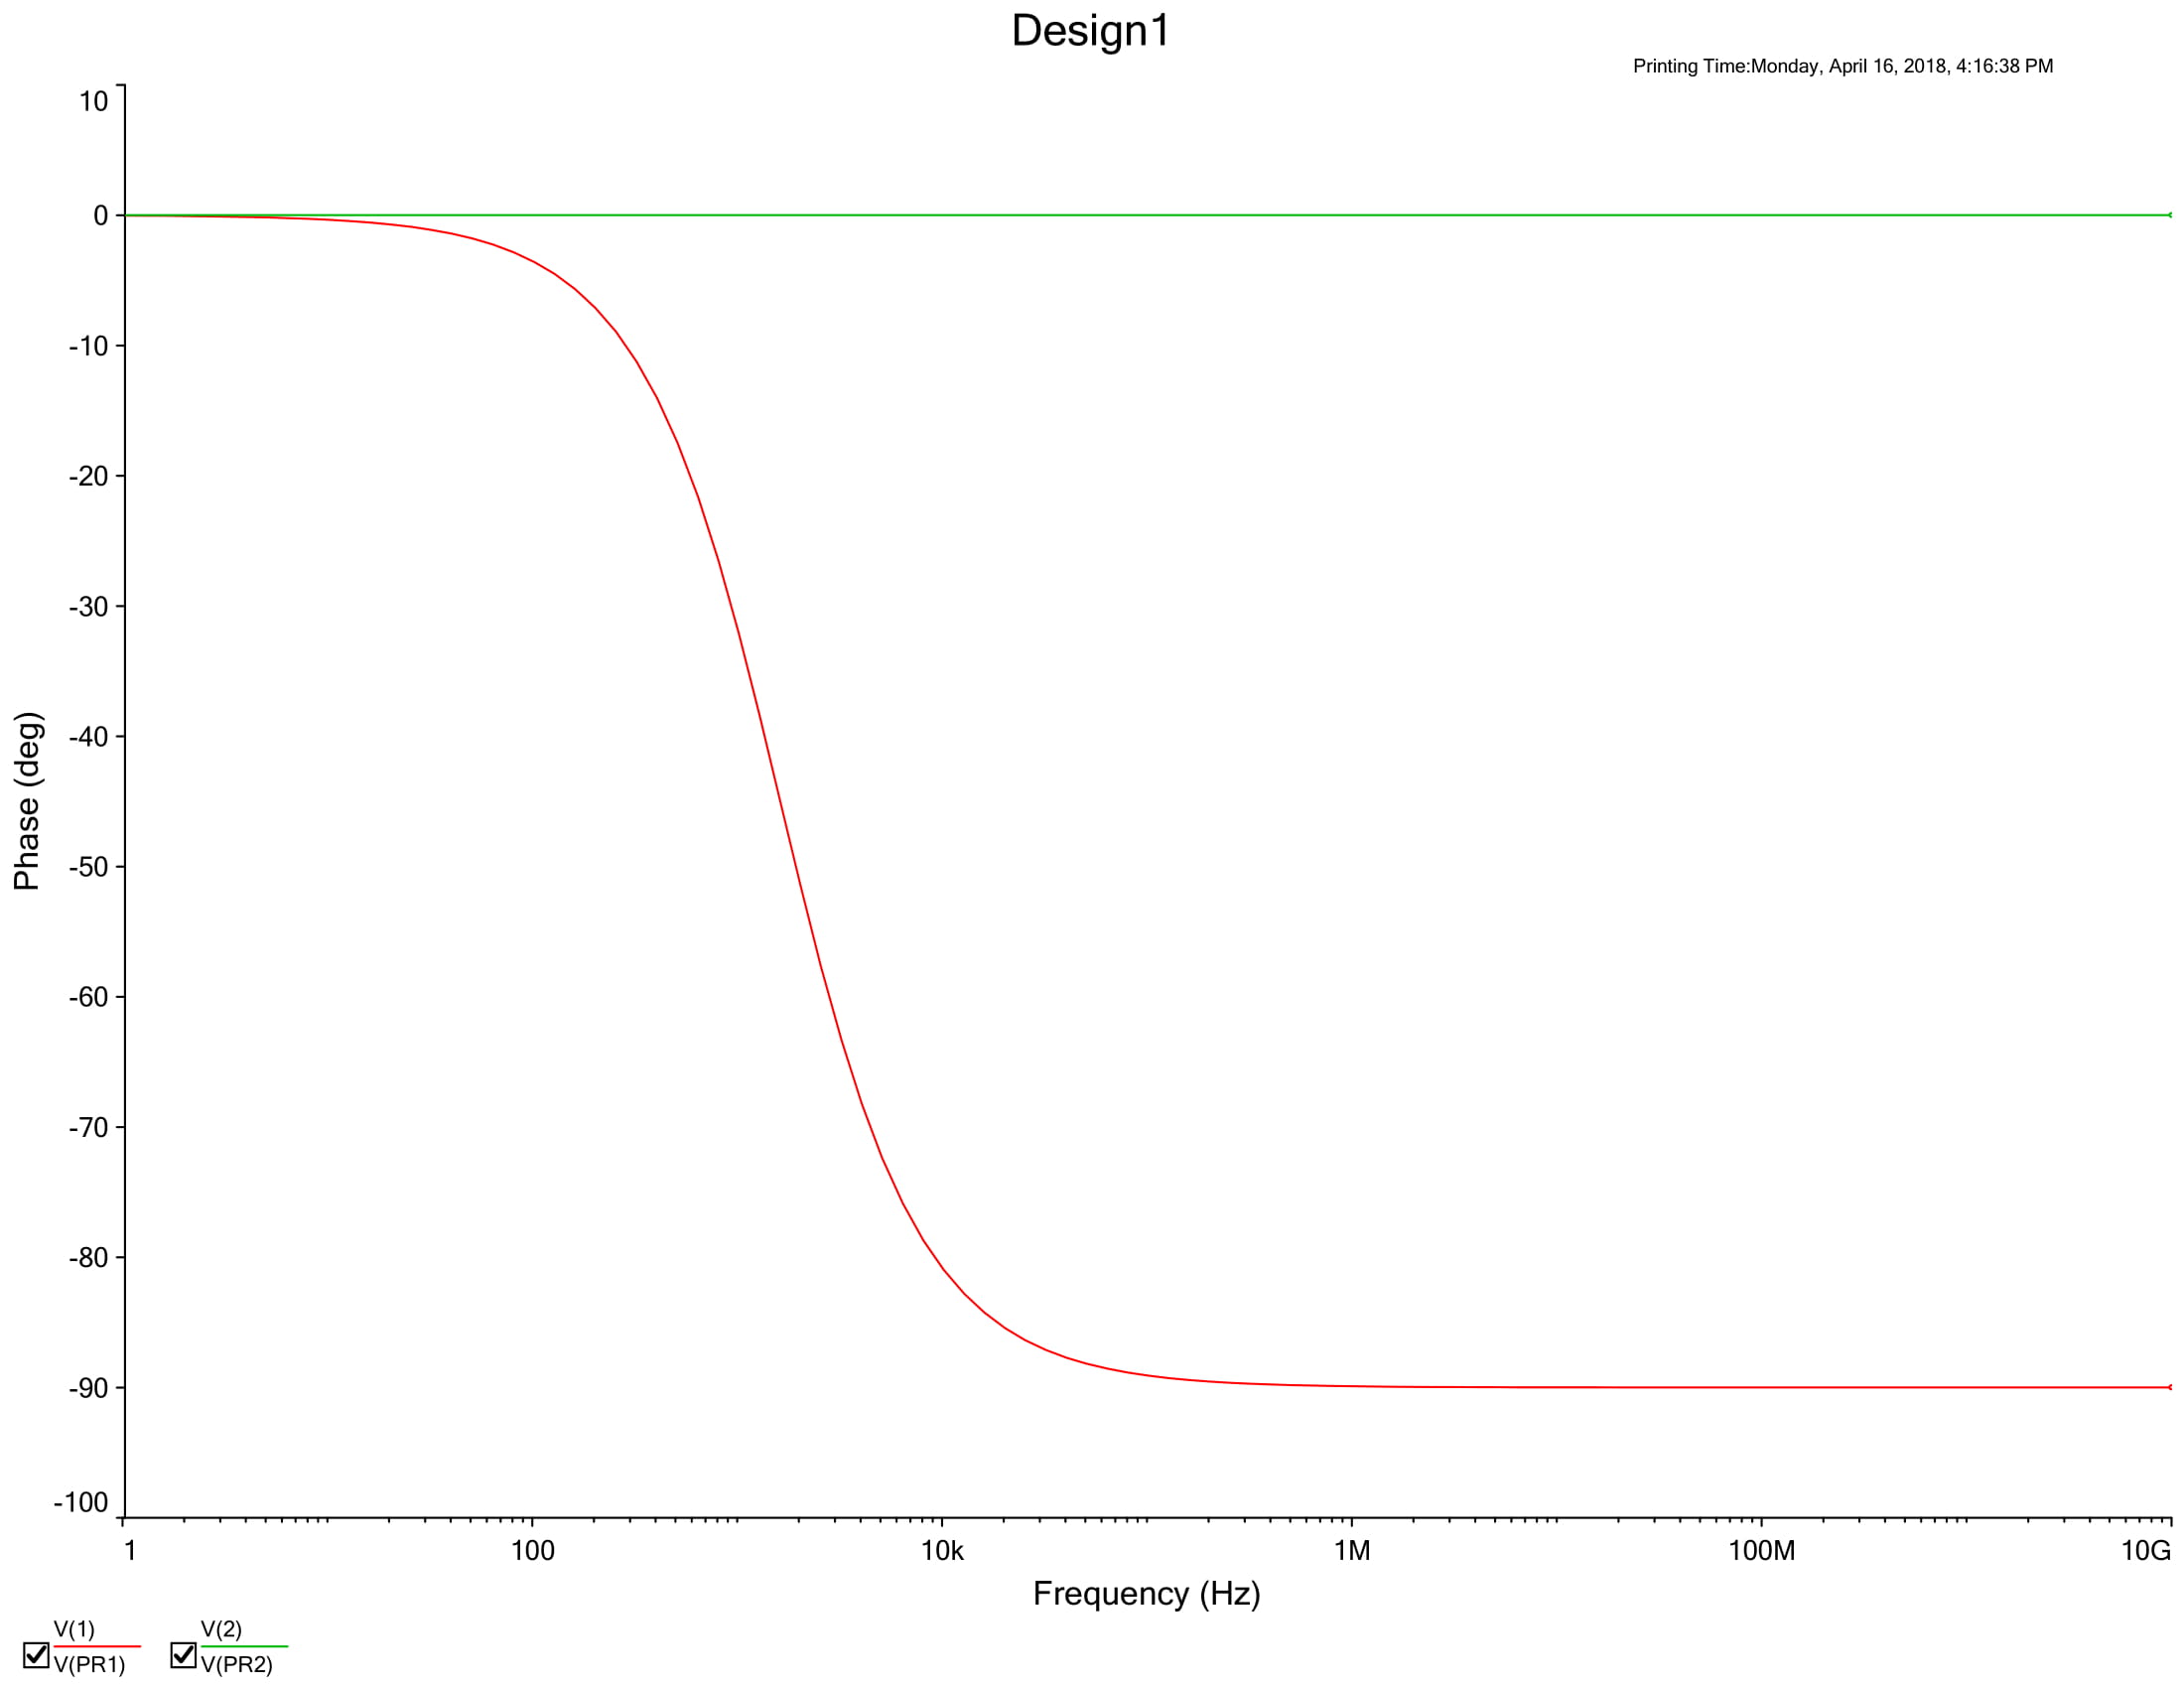 Design1
Printing Time:Monday, April 16, 2018, 4:16:38 PM
10
0
-10
-20
-30
-40
-50
-60
-70
-80
-90
-100
Phase (deg)
1 100 10k 1M 100M 10G
Frequency (Hz)
V(1) V(2)
V(PR1) V(PR2)